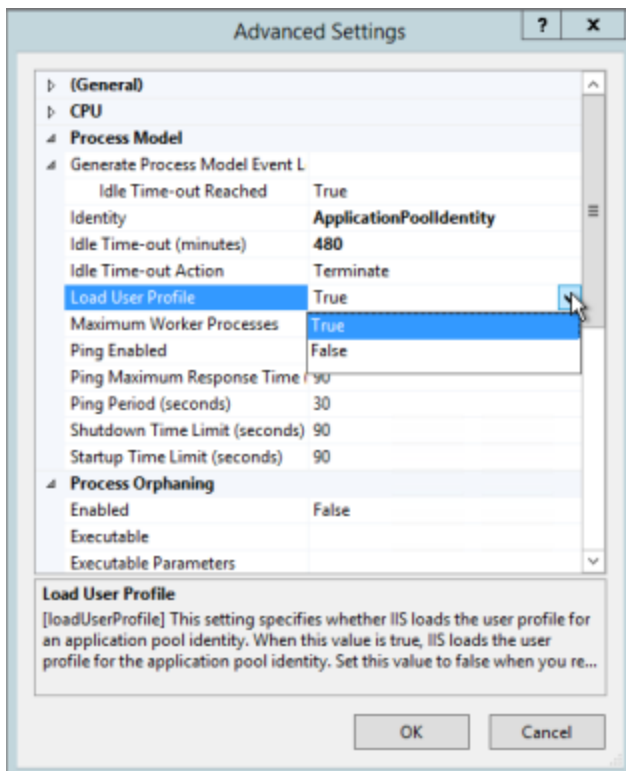 Advanced Settings
?
x
(General)
CPU
Process Model
Generate Process Model Event L
Idle Time-out Reached True
Identity ApplicationPoolIdentity
Idle Time-out (minutes) 480
Idle Time-out Action Terminate
Load User Profile True
Maximum Worker Processes True
Ping Enabled False
Ping Maximum Response Time ( 90
Ping Period (seconds) 30
Shutdown Time Limit (seconds) 90
Startup Time Limit (seconds) 90
Process Orphaning
Enabled False
Executable
Executable Parameters
Load User Profile
[loadUserProfile] This setting specifies whether IIS loads the user profile for
an application pool identity. When this value is true, IIS loads the user
profile for the application pool identity. Set this value to false when you re...
OK Cancel